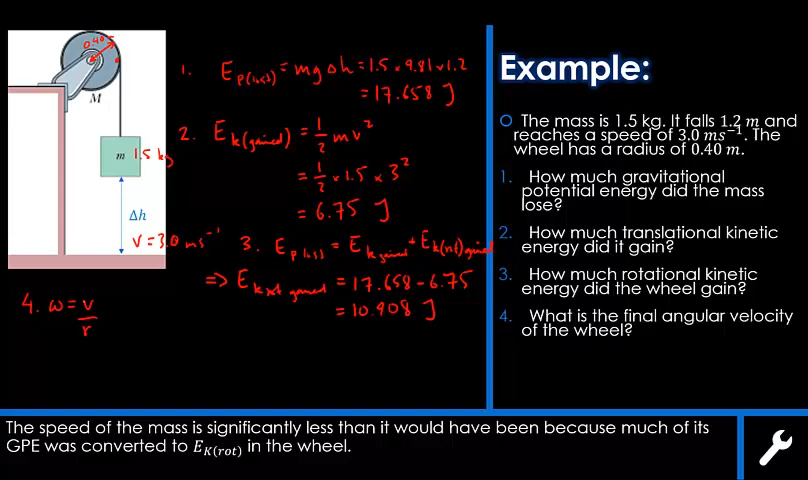 0.40
M
m
1.5 kg
Δh
V = 3.0 ms⁻¹
1. E_p(loss) = mgΔh = 1.5 × 9.81 × 1.2
= 17.658 J
2. E_k(gained) = 1/2 mv²
= 1/2 × 1.5 × 3²
= 6.75 J
3. E_p loss = E_k gained + E_k(rot) gained
⇒ E_k rot gained = 17.658 - 6.75
= 10.908 J
4. ω = v/r
Example:
The mass is 1.5 kg. It falls 1.2 m and
reaches a speed of 3.0 ms⁻¹. The
wheel has a radius of 0.40 m.
1. How much gravitational
potential energy did the mass
lose?
2. How much translational kinetic
energy did it gain?
3. How much rotational kinetic
energy did the wheel gain?
4. What is the final angular velocity
of the wheel?
The speed of the mass is significantly less than it would have been because much of its
GPE was converted to E_K(rot) in the wheel.